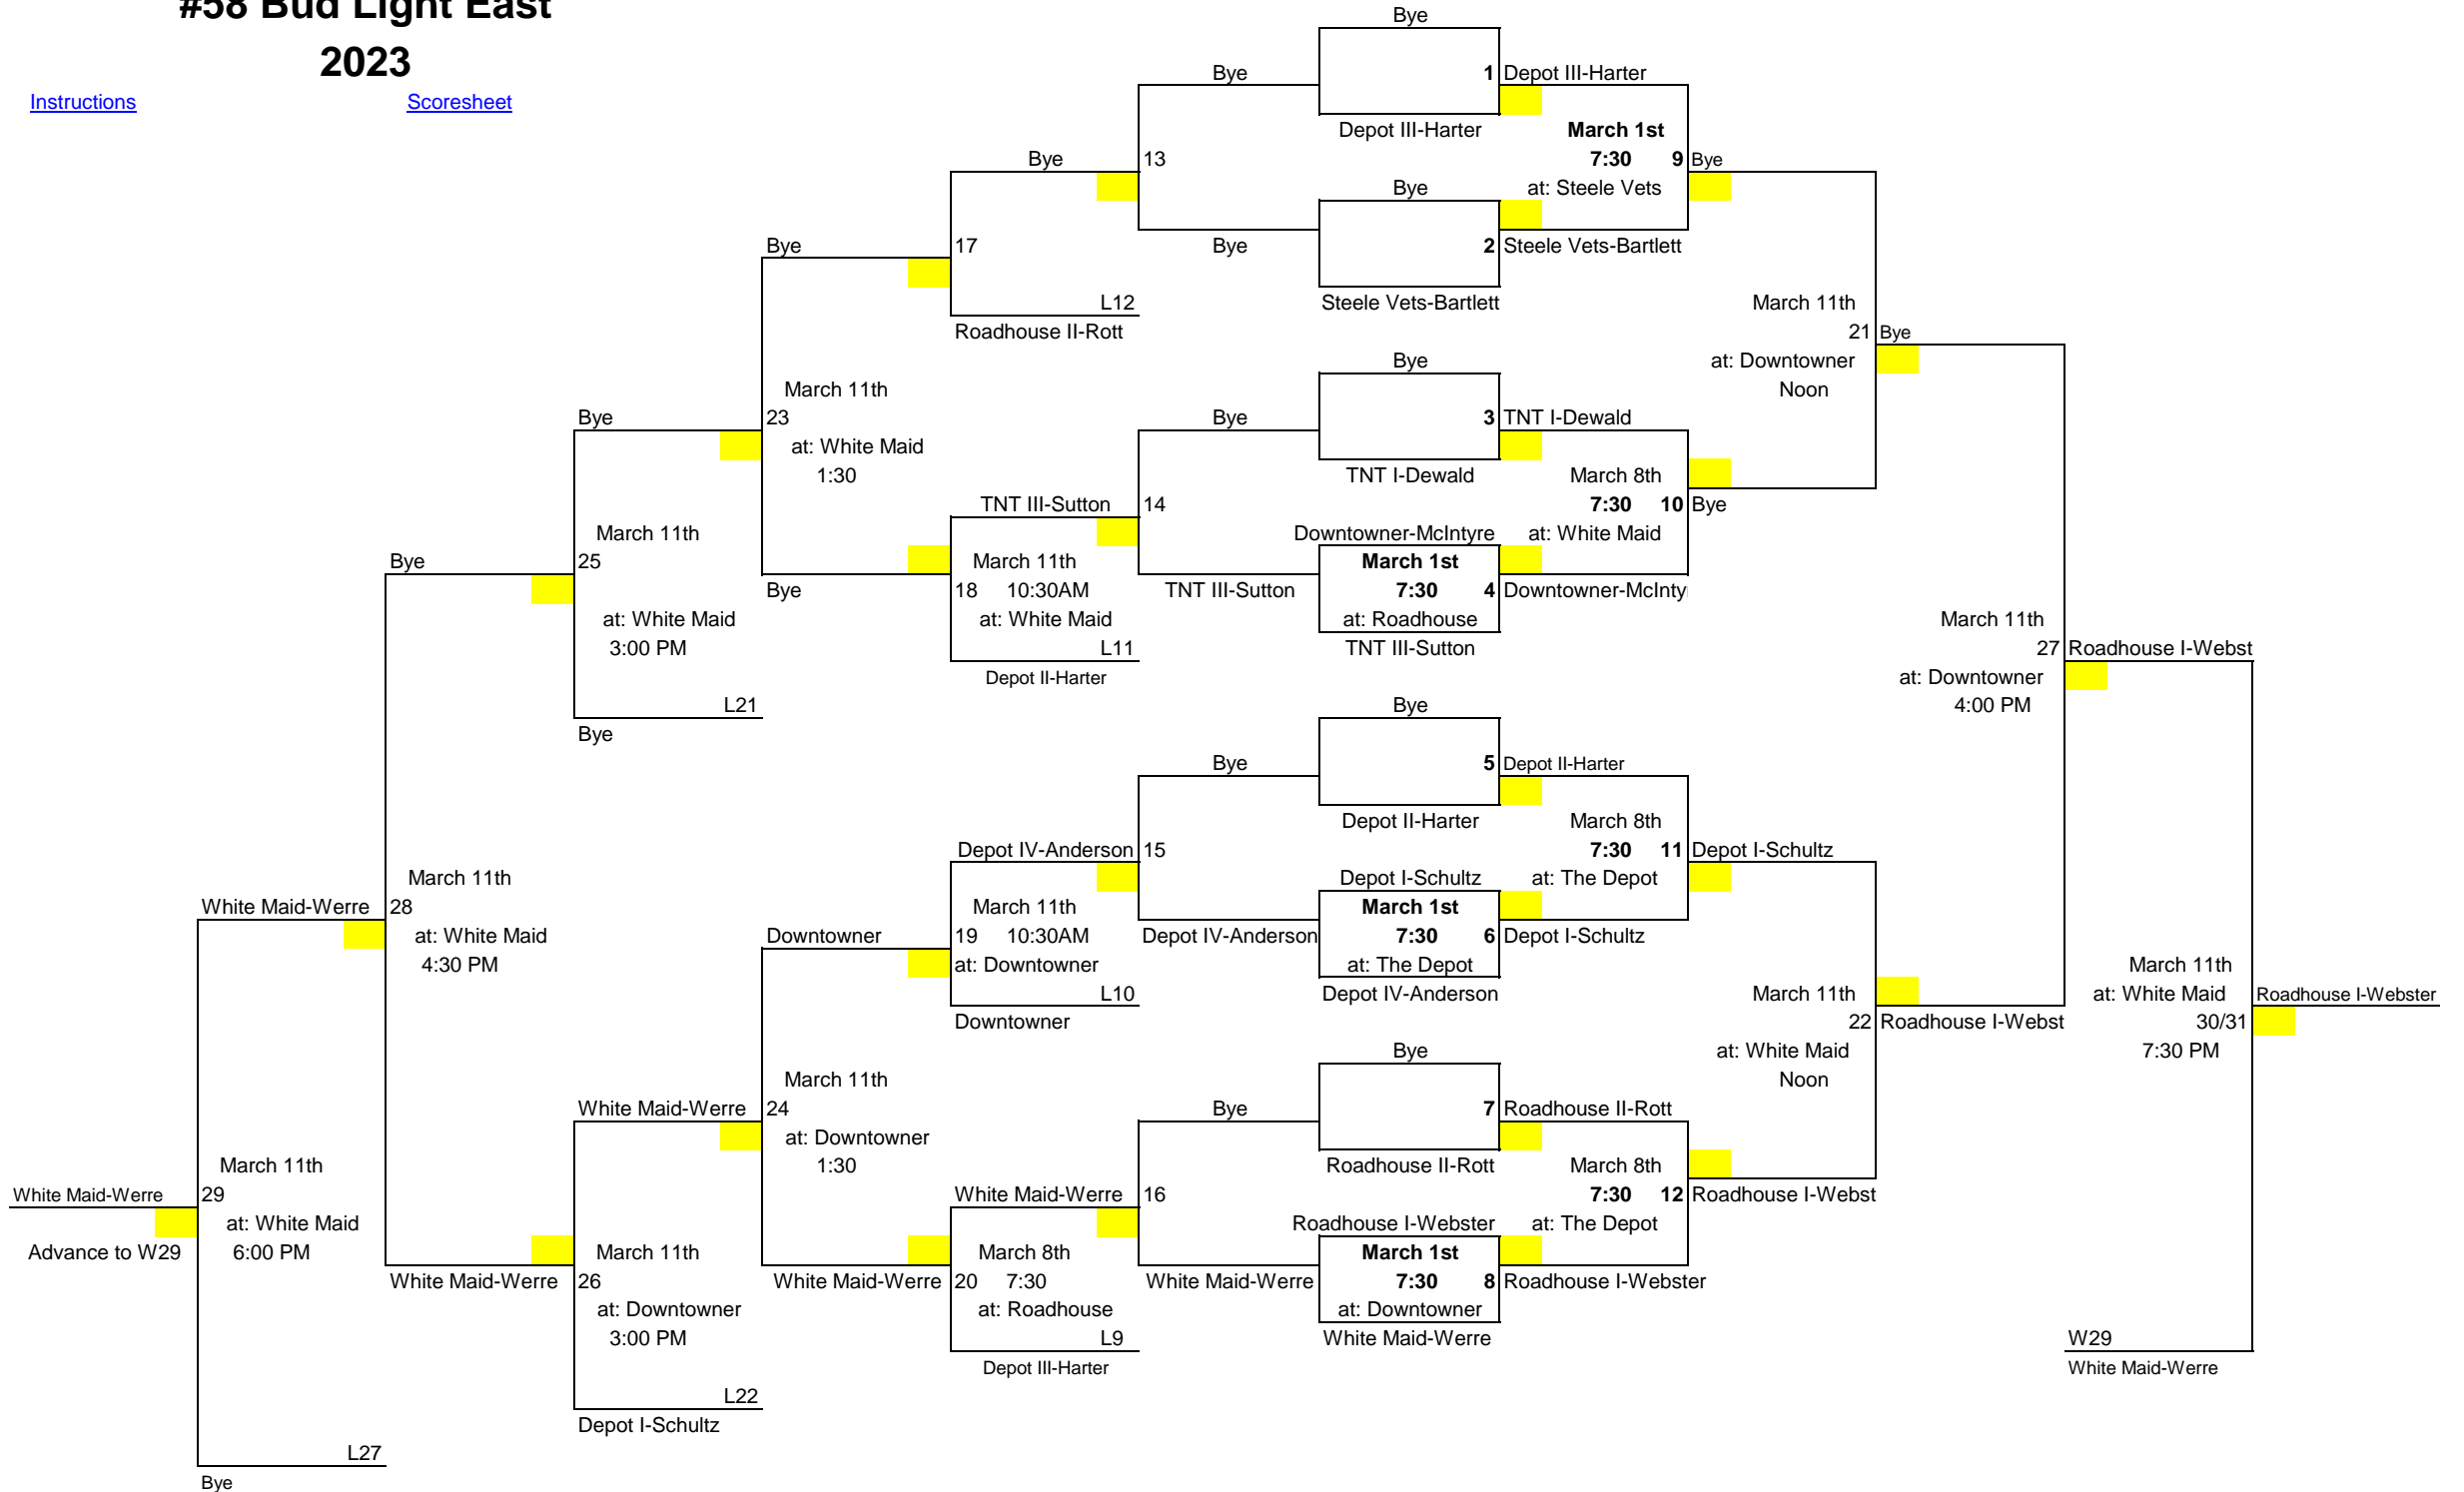 #58 Bud Light East
2023
Instructions
Scoresheet
Bye
1 Depot III-Harter
Bye
Depot III-Harter
March 1st
7:30 9 Bye
at: Steele Vets
Bye
13
Bye
Bye
2 Steele Vets-Bartlett
Steele Vets-Bartlett
Bye
17
L12
Roadhouse II-Rott
March 11th
21 Bye
at: Downtowner
Noon
Bye
3 TNT I-Dewald
Bye
TNT I-Dewald
March 8th
7:30 10 Bye
at: White Maid
March 11th
23
at: White Maid
1:30
Bye
TNT III-Sutton
14
Downtowner-McIntyre
March 1st
7:30 4 Downtowner-McInty
at: Roadhouse
TNT III-Sutton
TNT III-Sutton
March 11th
25
at: White Maid
3:00 PM
Bye
Bye
March 11th
18 10:30AM
at: White Maid
L11
Depot II-Harter
L21
Bye
March 11th
27 Roadhouse I-Webst
at: Downtowner
4:00 PM
Bye
5 Depot II-Harter
Bye
Depot II-Harter
March 8th
7:30 11 Depot I-Schultz
at: The Depot
Depot IV-Anderson
15
Depot I-Schultz
March 1st
7:30 6 Depot I-Schultz
at: The Depot
Depot IV-Anderson
Depot IV-Anderson
March 11th
19 10:30AM
at: Downtowner
L10
Downtowner
Downtowner
White Maid-Werre
March 11th
28
at: White Maid
4:30 PM
March 11th
22 Roadhouse I-Webst
at: White Maid
Noon
March 11th
at: White Maid
30/31
7:30 PM
Roadhouse I-Webster
Bye
7 Roadhouse II-Rott
Bye
Roadhouse II-Rott
March 8th
7:30 12 Roadhouse I-Webst
at: The Depot
March 11th
24
at: Downtowner
1:30
White Maid-Werre
White Maid-Werre
16
Roadhouse I-Webster
March 1st
7:30 8 Roadhouse I-Webster
at: Downtowner
White Maid-Werre
White Maid-Werre
March 11th
29
at: White Maid
6:00 PM
White Maid-Werre
Advance to W29
White Maid-Werre
March 11th
26
at: Downtowner
3:00 PM
White Maid-Werre
March 8th
20 7:30
at: Roadhouse
L9
Depot III-Harter
W29
White Maid-Werre
L22
Depot I-Schultz
L27
Bye